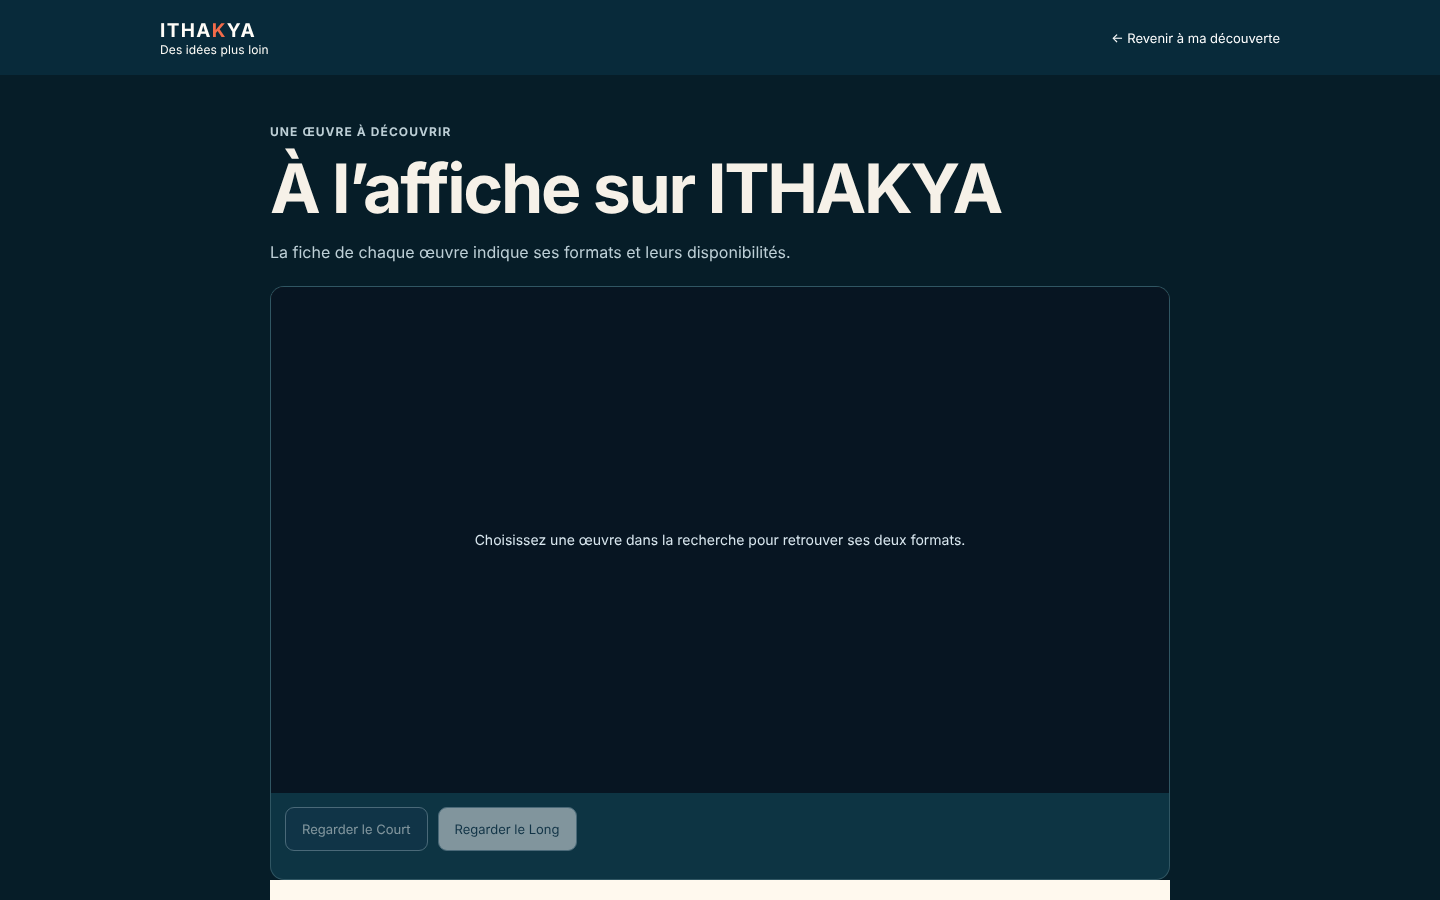 ITHAKYA
Des idées plus loin
← Revenir à ma découverte
UNE ŒUVRE À DÉCOUVRIR
À l’affiche sur ITHAKYA
La fiche de chaque œuvre indique ses formats et leurs disponibilités.
Choisissez une œuvre dans la recherche pour retrouver ses deux formats.
Regarder le Court
Regarder le Long